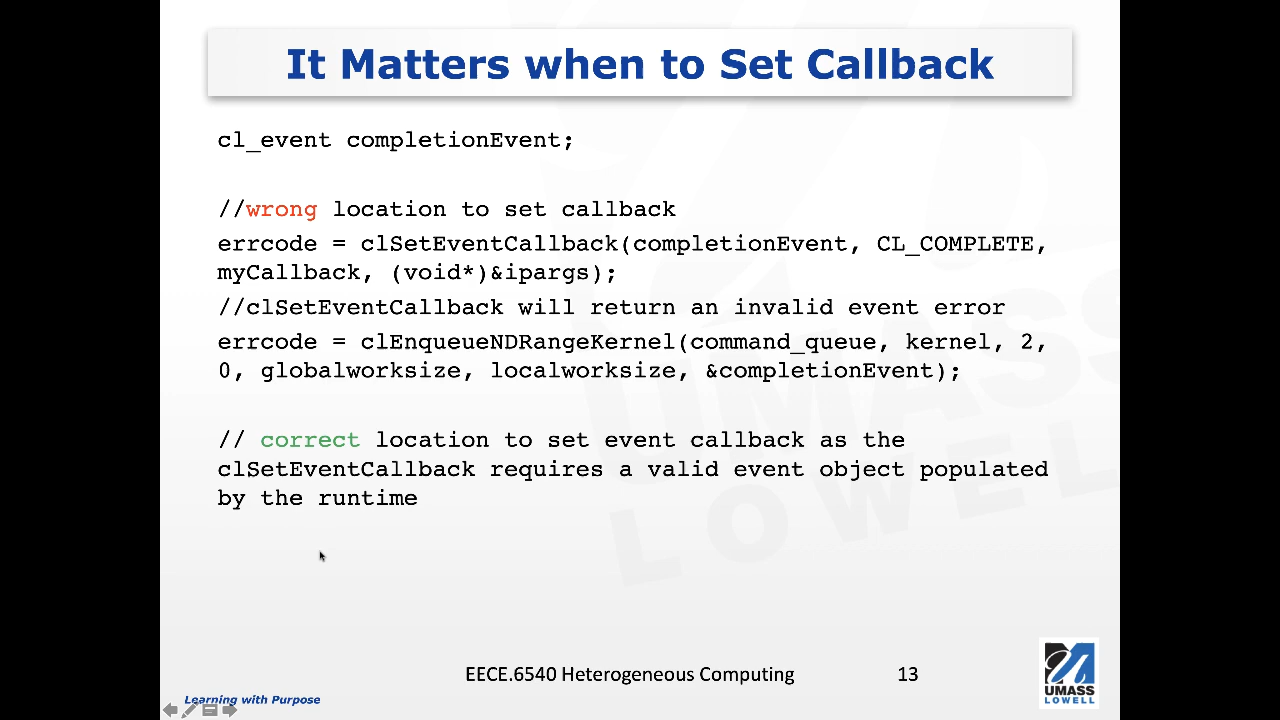 It Matters when to Set Callback
cl_event completionEvent;
//wrong location to set callback
errcode = clSetEventCallback(completionEvent, CL_COMPLETE,
myCallback, (void*)&ipargs);
//clSetEventCallback will return an invalid event error
errcode = clEnqueueNDRangeKernel(command_queue, kernel, 2,
0, globalworksize, localworksize, &completionEvent);
// correct location to set event callback as the
clSetEventCallback requires a valid event object populated
by the runtime
EECE.6540 Heterogeneous Computing
13
UMASS
LOWELL
Learning with Purpose